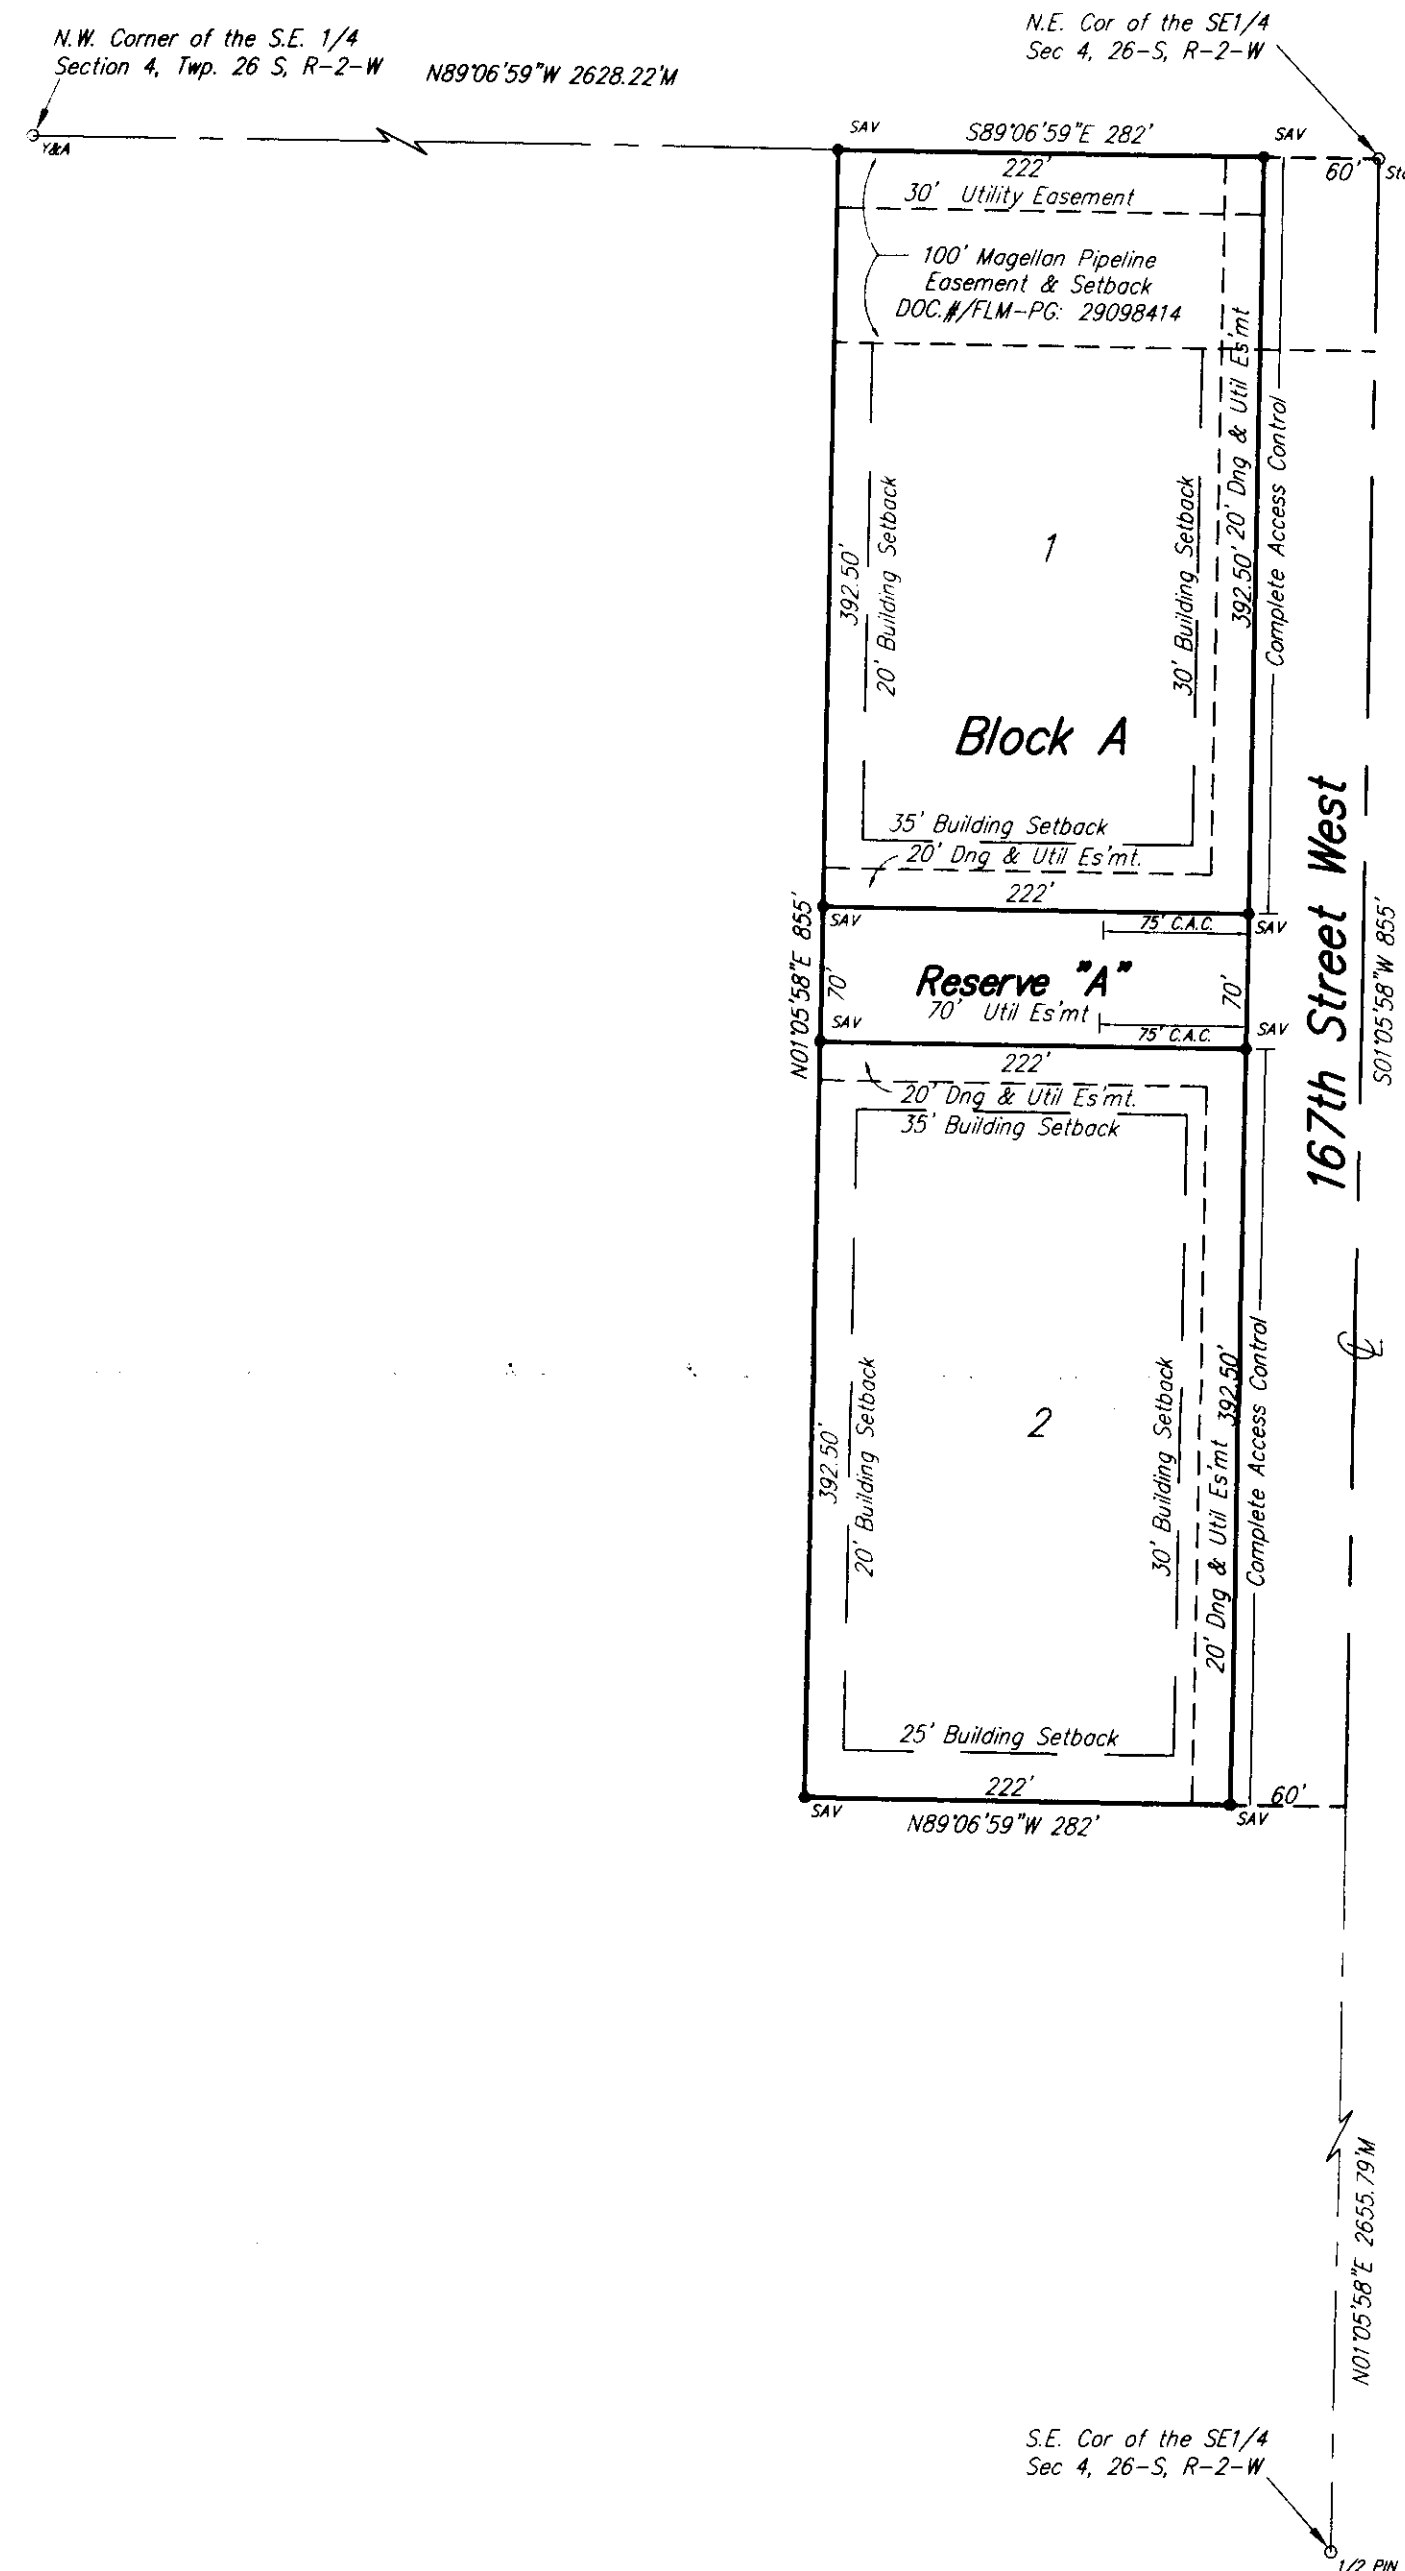 N.W. Corner of the S.E. 1/4
Section 4, Twp. 26 S, R-2-W
N89°06'59"W 2628.22'M
N.E. Cor of the SE1/4
Sec 4, 26-S, R-2-W
Y&A
SAV
S89°06'59"E 282'
SAV
222'
60'
30' Utility Easement
100' Magellan Pipeline
Easement & Setback
DOC.#/FLM-PG: 29098414
392.50'
20' Building Setback
1
30' Building Setback
392.50' 20' Dng & Util Es'mt
Complete Access Control
Block A
35' Building Setback
20' Dng & Util Es'mt.
222'
SAV
75' C.A.C.
SAV
N01°05'58"E 855'
70'
Reserve "A"
70' Util Es'mt
70'
167th Street West
S01°05'58"W 855'
SAV
75' C.A.C.
SAV
222'
20' Dng & Util Es'mt.
35' Building Setback
392.50'
20' Building Setback
2
30' Building Setback
20' Dng & Util Es'mt 392.50'
Complete Access Control
25' Building Setback
222'
60'
SAV
N89°06'59"W 282'
SAV
N01°05'58"E 2655.79'M
S.E. Cor of the SE1/4
Sec 4, 26-S, R-2-W
1/2 PIN